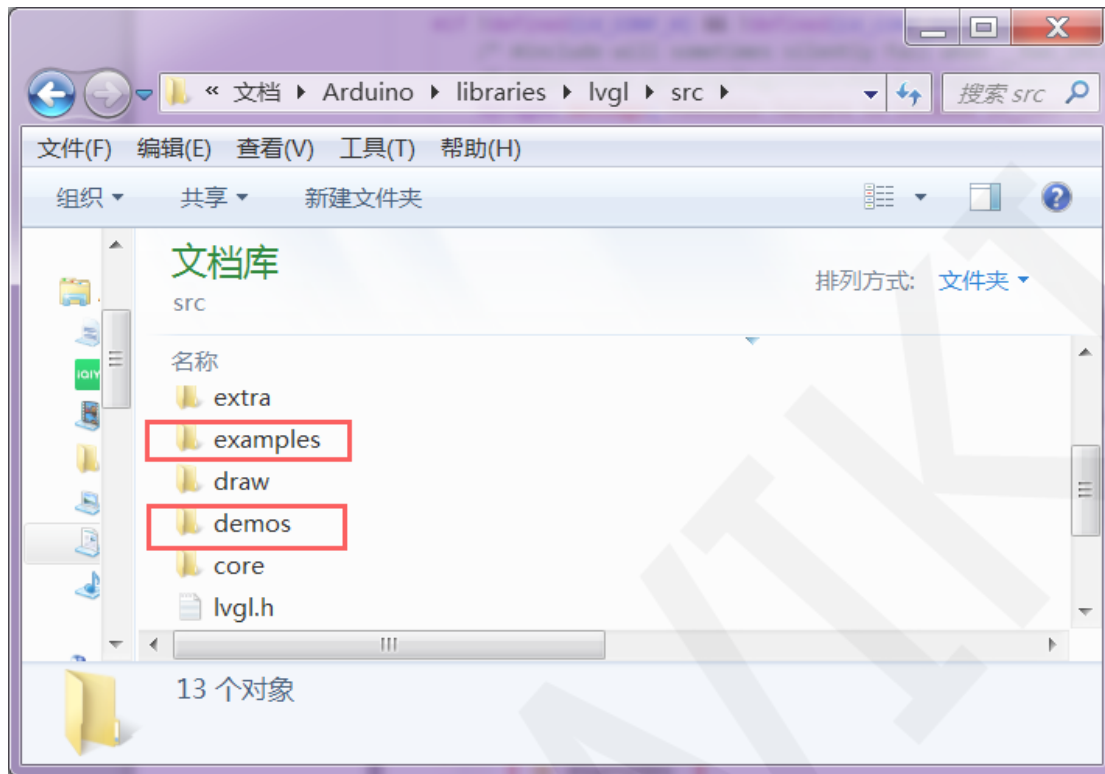 « 文档 ▸ Arduino ▸ libraries ▸ lvgl ▸ src ▸
搜索 src
文件(F) 编辑(E) 查看(V) 工具(T) 帮助(H)
组织 共享 新建文件夹
文档库
src
排列方式: 文件夹
名称
extra
examples
draw
demos
core
lvgl.h
13 个对象